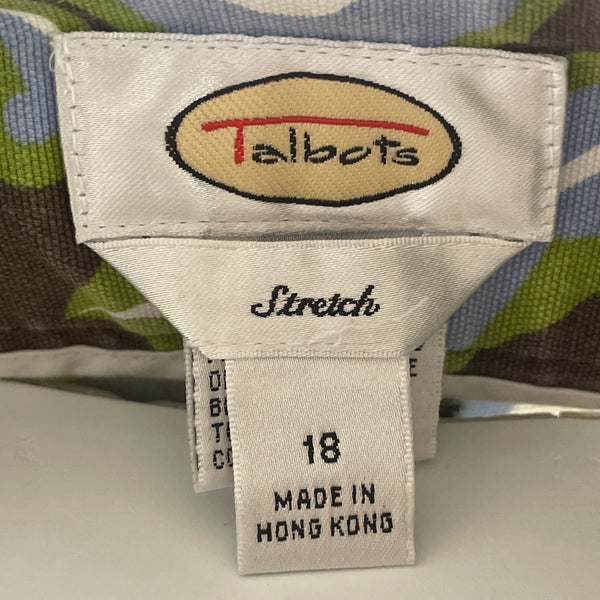 Talbots
Stretch
18
MADE IN
HONG KONG